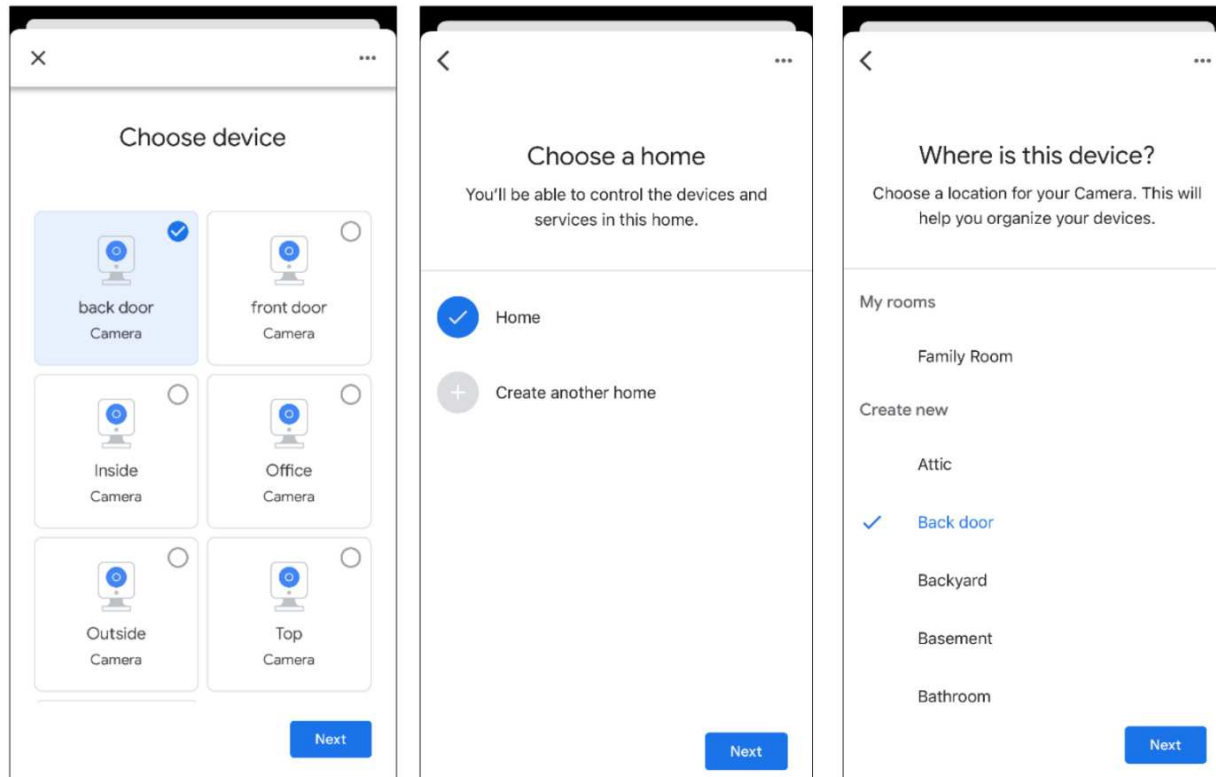 Choose device
back door
Camera
front door
Camera
Inside
Camera
Office
Camera
Outside
Camera
Top
Camera
Next
Choose a home
You'll be able to control the devices and
services in this home.
Home
Create another home
Next
Where is this device?
Choose a location for your Camera. This will
help you organize your devices.
My rooms
Family Room
Create new
Attic
Back door
Backyard
Basement
Bathroom
Next